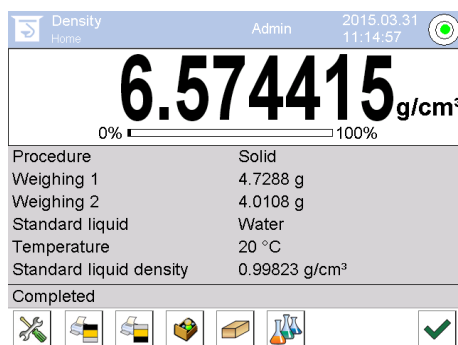 Density Admin 2015.03.31
Home 11:14:57
6.574415 g/cm³
0% 100%
Procedure Solid
Weighing 1 4.7288 g
Weighing 2 4.0108 g
Standard liquid Water
Temperature 20 °C
Standard liquid density 0.99823 g/cm³
Completed